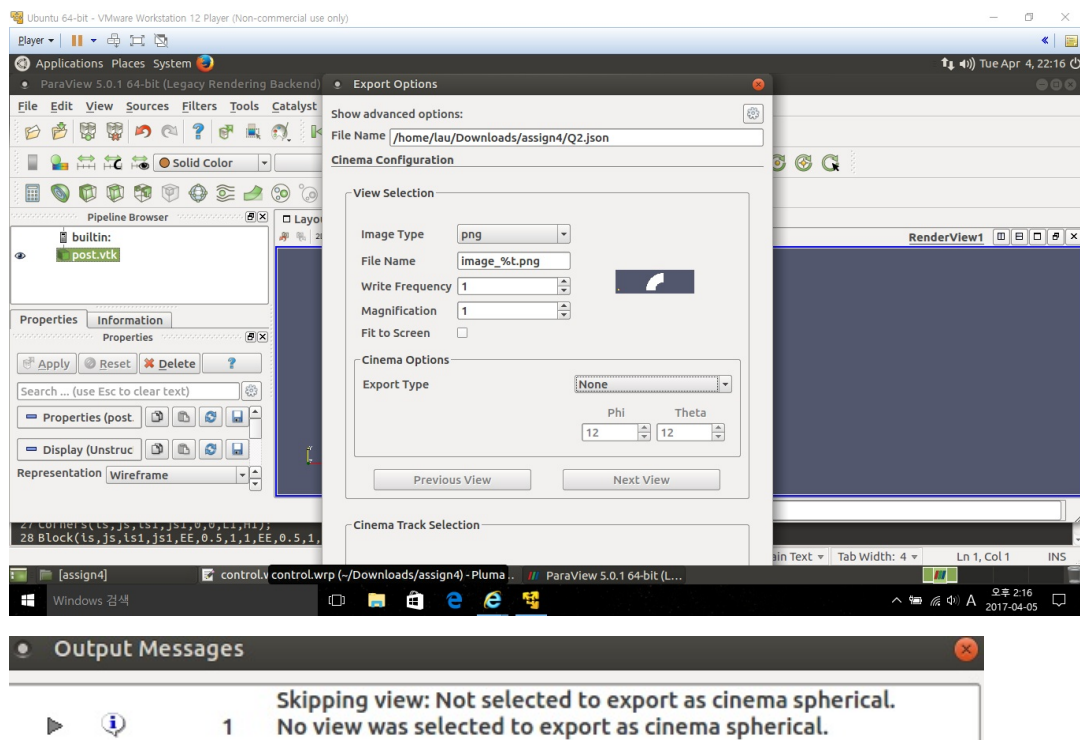 Ubuntu 64-bit - VMware Workstation 12 Player (Non-commercial use only)
Player
Applications Places System
Tue Apr 4, 22:16
ParaView 5.0.1 64-bit (Legacy Rendering Backend)
Export Options
File Edit View Sources Filters Tools Catalyst
Show advanced options:
File Name /home/lau/Downloads/assign4/Q2.json
Cinema Configuration
Solid Color
View Selection
Pipeline Browser
Layou
builtin:
post.vtk
RenderView1
Image Type png
File Name image_%t.png
Write Frequency 1
Magnification 1
Fit to Screen
Properties Information
Properties
Apply Reset Delete ?
Search ... (use Esc to clear text)
Properties (post.
Display (Unstruc
Representation Wireframe
Cinema Options
Export Type None
Phi Theta
12 12
Previous View Next View
Cinema Track Selection
27 Corners(is,js,is1,js1,0,0,L1,H1);
28 Block(is,js,is1,js1,EE,0.5,1,1,EE,0.5,1,
ain Text Tab Width: 4 Ln 1, Col 1 INS
[assign4] control.w control.wrp (~/Downloads/assign4) - Pluma .. ParaView 5.0.1 64-bit (L...
Windows 검색
A 오후 2:16
2017-04-05
Output Messages
1 Skipping view: Not selected to export as cinema spherical.
No view was selected to export as cinema spherical.